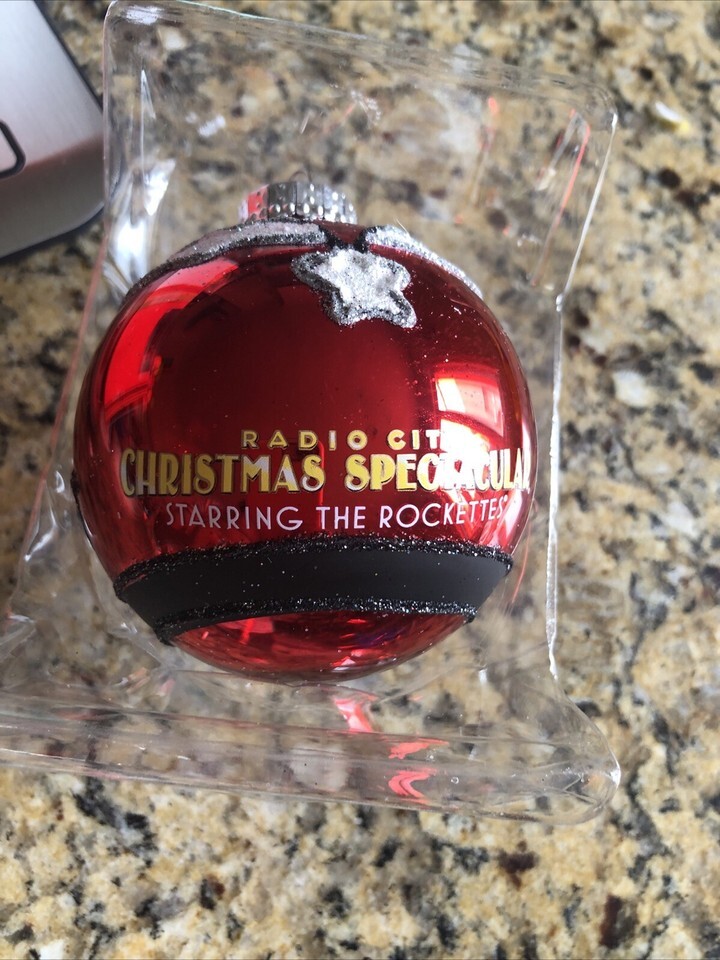 RADIO CITY
CHRISTMAS SPECTACULAR
STARRING THE ROCKETTES®